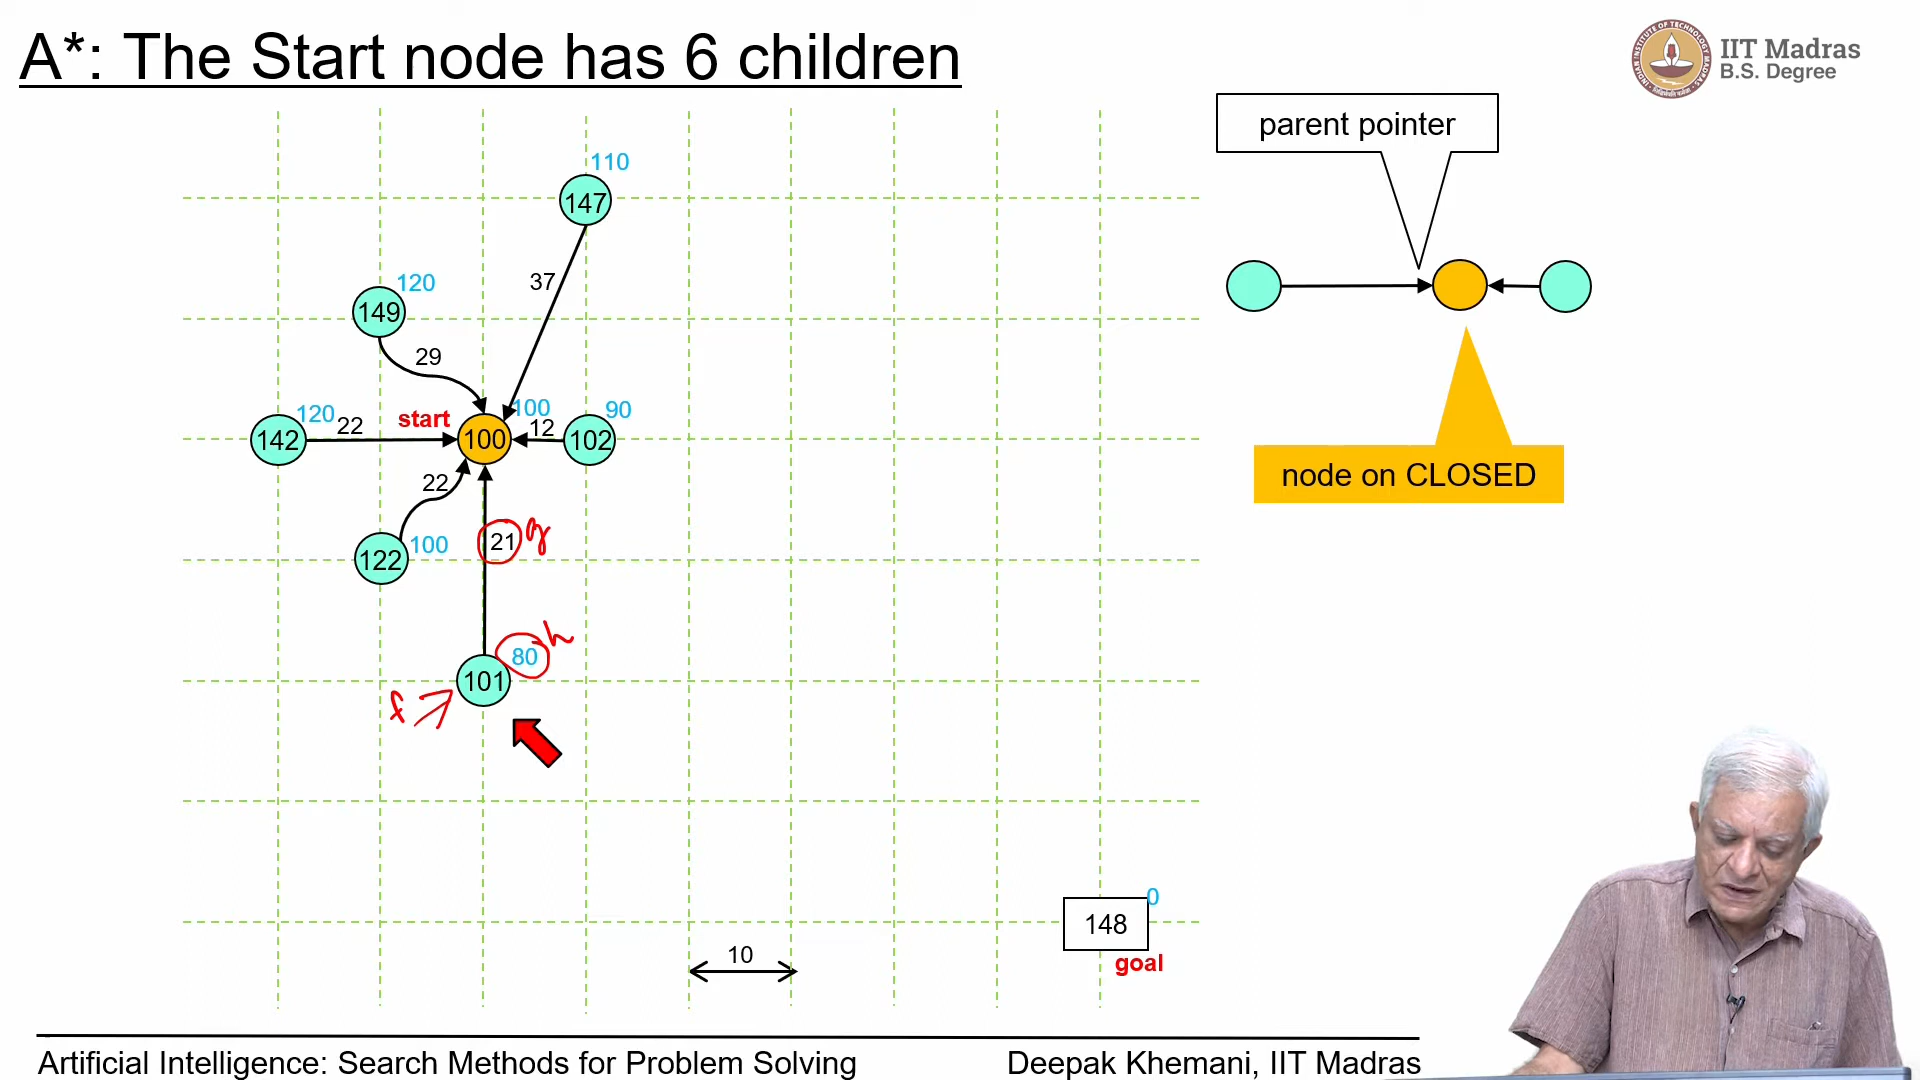 A*: The Start node has 6 children
IIT Madras
B.S. Degree
parent pointer
110
147
37
120
149
29
120
22
start
100
12
90
142
100
102
22
122
100
21 g
80 h
101
f
node on CLOSED
0
148
goal
10
Artificial Intelligence: Search Methods for Problem Solving
Deepak Khemani, IIT Madras